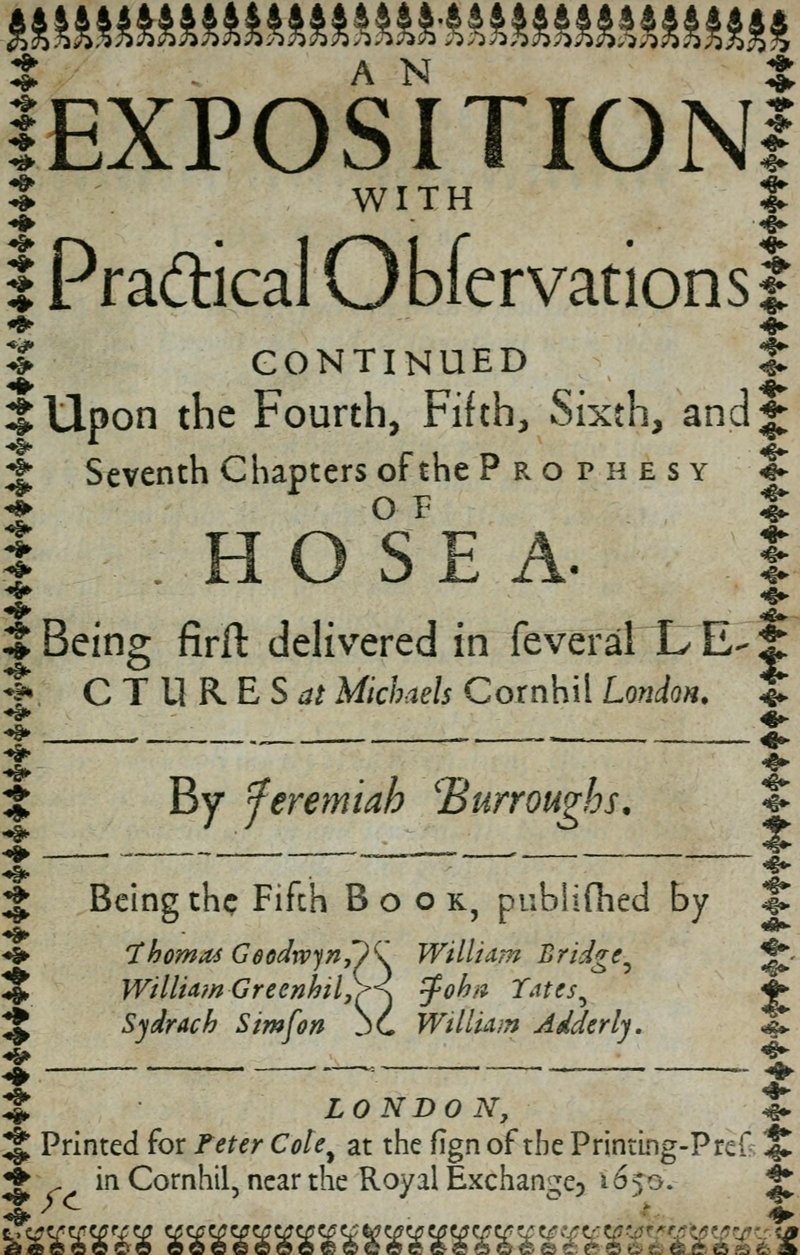 AN
EXPOSITION
WITH
Practical Obſervations
CONTINUED
Upon the Fourth, Fifth, Sixth, and
Seventh Chapters of the PROPHESY
OF
HOSEA.
Being firſt delivered in ſeveral LE-
CTURES at Michaels Cornhil London.
By Jeremiah Burroughs.
Being the Fifth BOOK, publiſhed by
Thomas Goodwyn, William Bridge,
William Greenhil, John Yates,
Sydrach Simſon William Adderly.
LONDON,
Printed for Peter Cole, at the ſign of the Printing-Preſ
in Cornhil, near the Royal Exchange, 1650.